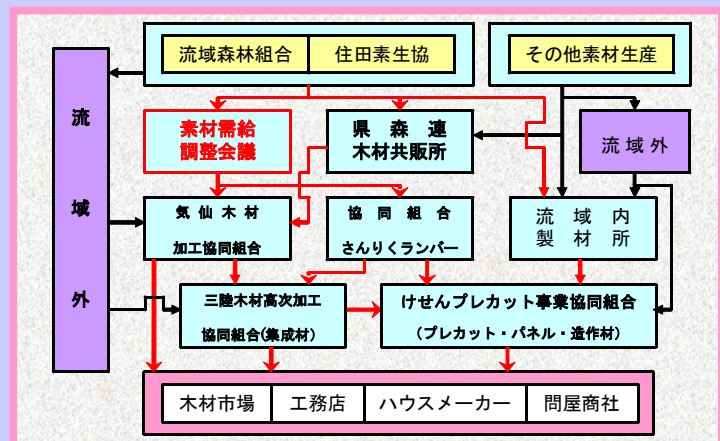 流域森林組合
住田素生協
その他素材生産
流域外
素材需給
調整会議
県森連
木材共販所
流域外
気仙木材
加工協同組合
協同組合
さんりくランバー
流域内
製材所
三陸木材高次加工
協同組合(集成材)
けせんプレカット事業協同組合
(プレカット・パネル・造作材)
木材市場
工務店
ハウスメーカー
問屋商社